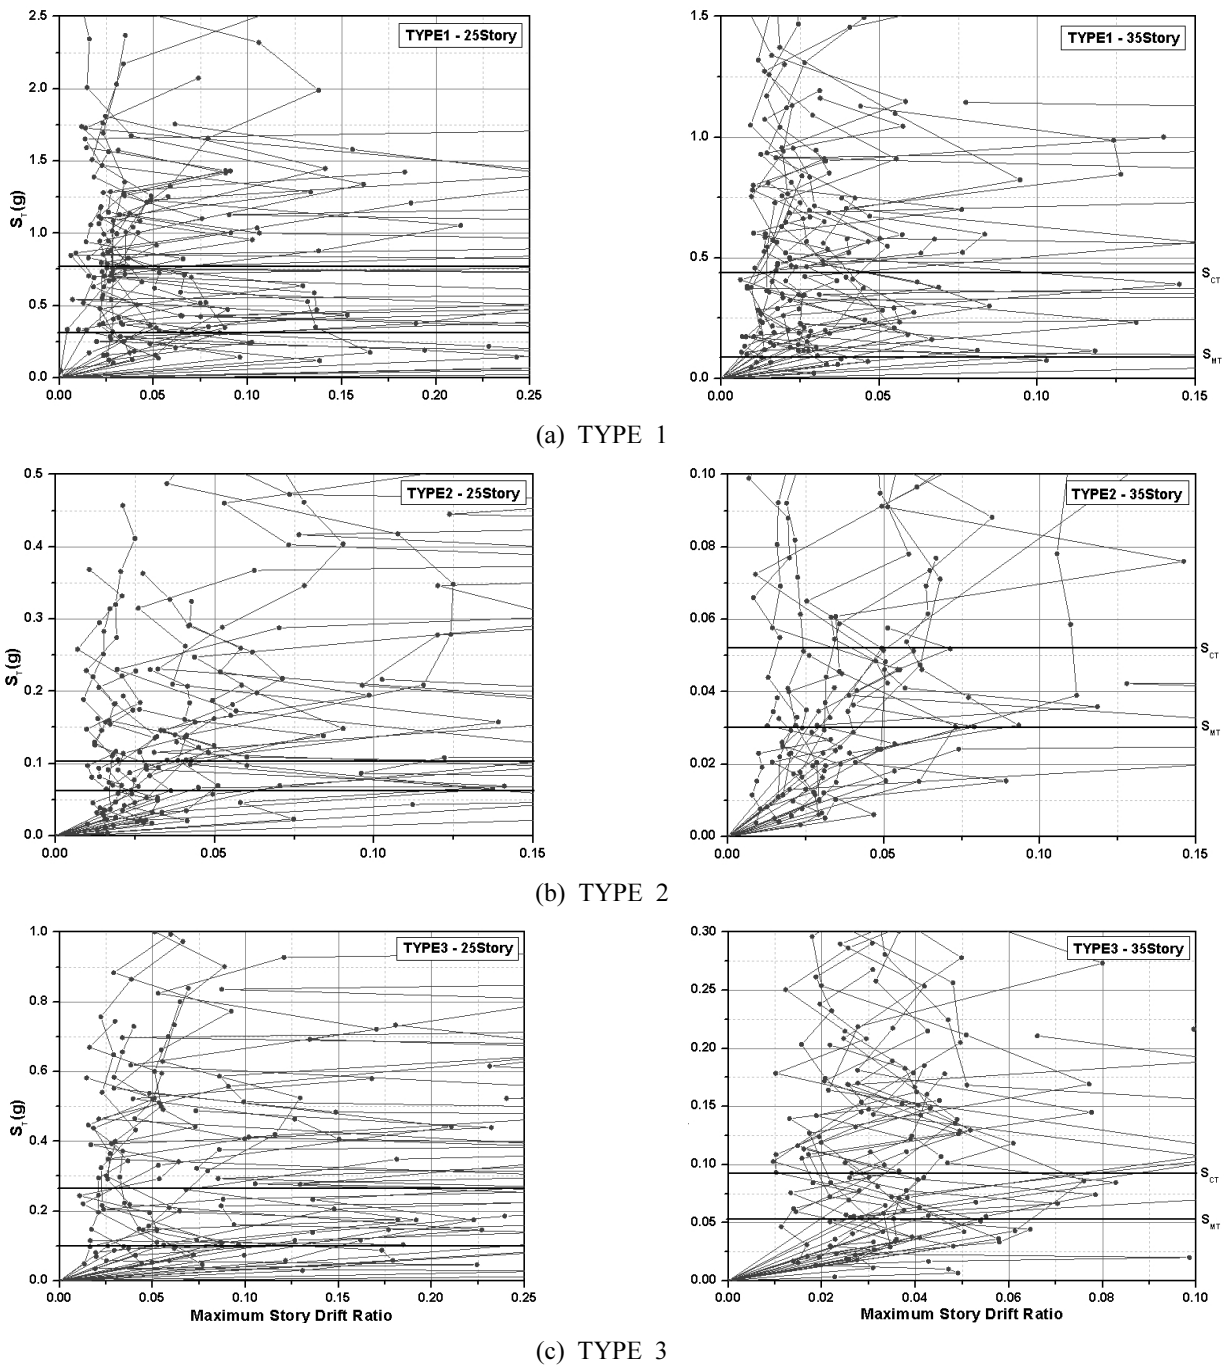 TYPE1 - 25Story
S_T(g)
2.5
2.0
1.5
1.0
0.5
0.0
0.00 0.05 0.10 0.15 0.20 0.25
TYPE1 - 35Story
1.5
1.0
0.5
0.0
S_CT
S_MT
0.00 0.05 0.10 0.15
(a) TYPE 1
TYPE2 - 25Story
S_T(g)
0.5
0.4
0.3
0.2
0.1
0.0
0.00 0.05 0.10 0.15
TYPE2 - 35Story
0.10
0.08
0.06
0.04
0.02
0.00
S_CT
S_MT
0.00 0.05 0.10 0.15
(b) TYPE 2
TYPE3 - 25Story
S_T(g)
1.0
0.8
0.6
0.4
0.2
0.0
0.00 0.05 0.10 0.15 0.20 0.25
Maximum Story Drift Ratio
TYPE3 - 35Story
0.30
0.25
0.20
0.15
0.10
0.05
0.00
S_CT
S_MT
0.00 0.02 0.04 0.06 0.08 0.10
Maximum Story Drift Ratio
(c) TYPE 3